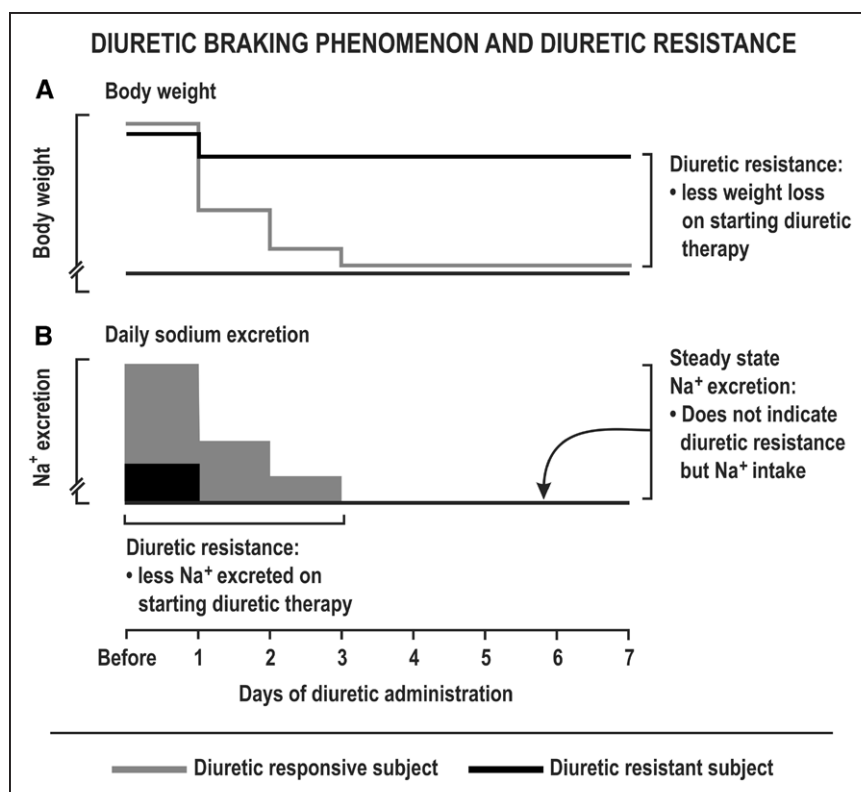 DIURETIC BRAKING PHENOMENON AND DIURETIC RESISTANCE
A Body weight
Body weight
Diuretic resistance:
• less weight loss
on starting diuretic
therapy
B Daily sodium excretion
Na⁺ excretion
Steady state
Na⁺ excretion:
• Does not indicate
diuretic resistance
but Na⁺ intake
Diuretic resistance:
• less Na⁺ excreted on
starting diuretic therapy
Before 1 2 3 4 5 6 7
Days of diuretic administration
Diuretic responsive subject Diuretic resistant subject